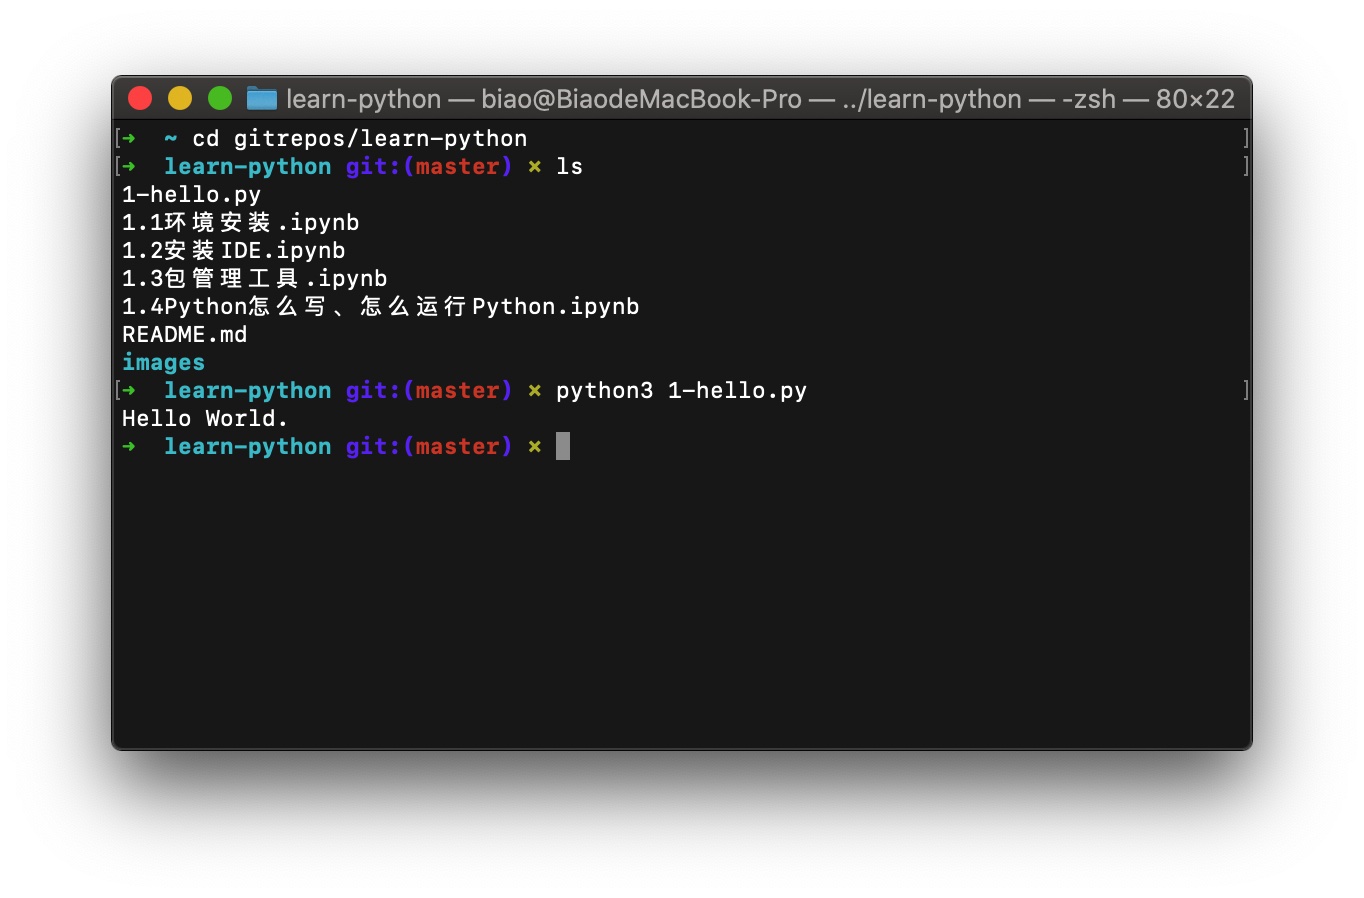 learn-python — biao@BiaodeMacBook-Pro — ../learn-python — -zsh — 80×22
[➜  ~ cd gitrepos/learn-python ]
[➜  learn-python git:(master) ✗ ls ]
1-hello.py
1.1环境安装.ipynb
1.2安装IDE.ipynb
1.3包管理工具.ipynb
1.4Python怎么写、怎么运行Python.ipynb
README.md
images
[➜  learn-python git:(master) ✗ python3 1-hello.py ]
Hello World.
➜  learn-python git:(master) ✗